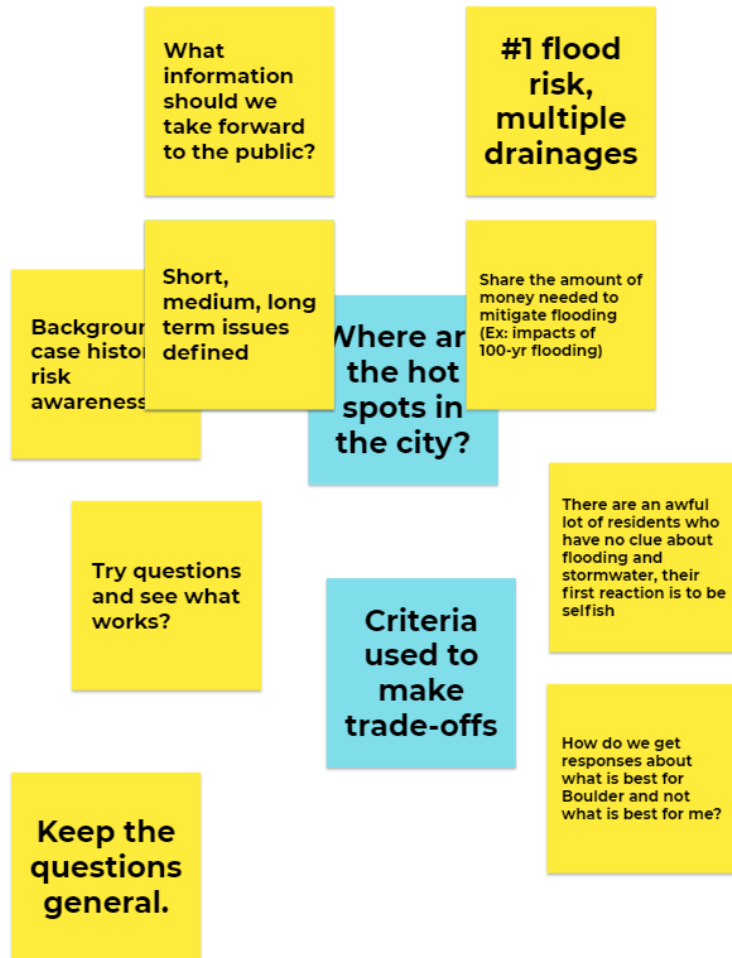 What
information
should we
take forward
to the public?
#1 flood
risk,
multiple
drainages
Short,
medium, long
term issues
defined
Share the amount of
money needed to
mitigate flooding
(Ex: impacts of
100-yr flooding)
case
risk
awareness
Where
the hot
spots in
the city?
There are an awful
lot of residents who
have no clue about
flooding and
stormwater, their
first reaction is to be
selfish
Try questions
and see what
works?
Criteria
used to
make
trade-offs
How do we get
responses about
what is best for
Boulder and not
what is best for me?
Keep the
questions
general.